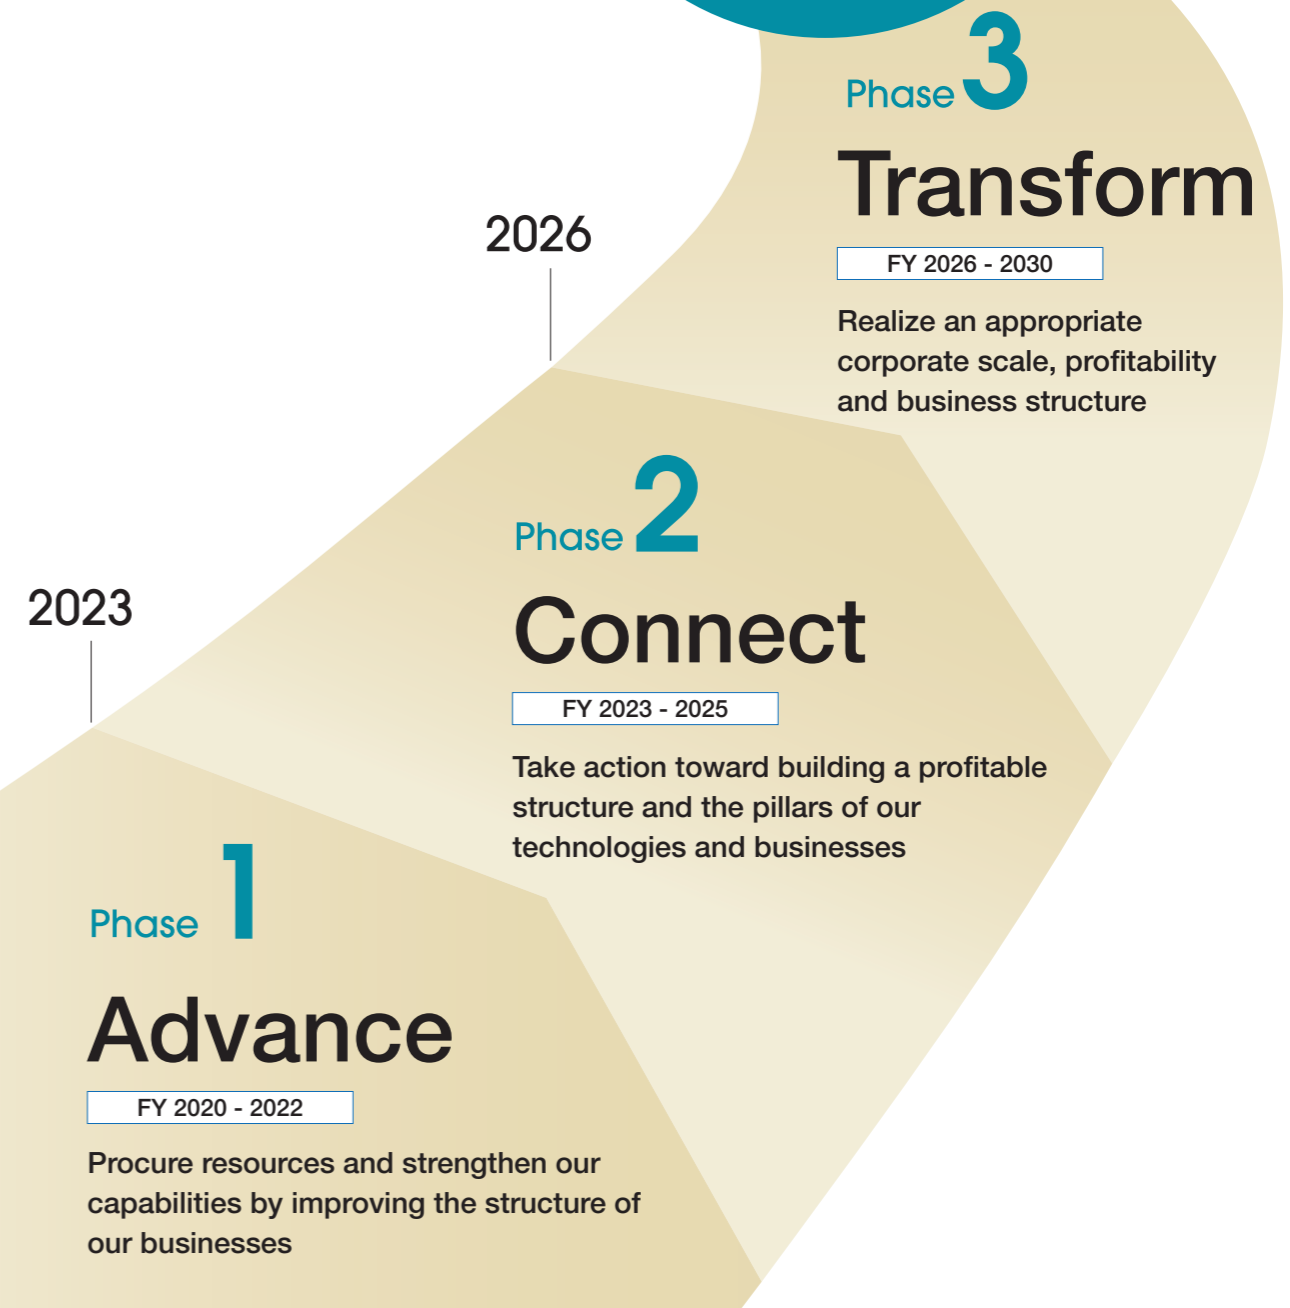 Phase 3
Transform
FY 2026 - 2030
Realize an appropriate
corporate scale, profitability
and business structure
2026
Phase 2
Connect
FY 2023 - 2025
Take action toward building a profitable
structure and the pillars of our
technologies and businesses
2023
Phase 1
Advance
FY 2020 - 2022
Procure resources and strengthen our
capabilities by improving the structure of
our businesses